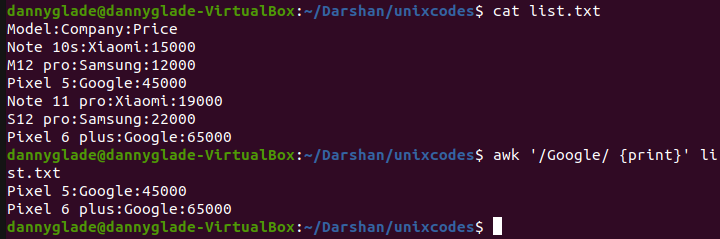 dannyglade@dannyglade-VirtualBox:~/Darshan/unixcodes$ cat list.txt
Model:Company:Price
Note 10s:Xiaomi:15000
M12 pro:Samsung:12000
Pixel 5:Google:45000
Note 11 pro:Xiaomi:19000
S12 pro:Samsung:22000
Pixel 6 plus:Google:65000
dannyglade@dannyglade-VirtualBox:~/Darshan/unixcodes$ awk '/Google/ {print}' li
st.txt
Pixel 5:Google:45000
Pixel 6 plus:Google:65000
dannyglade@dannyglade-VirtualBox:~/Darshan/unixcodes$